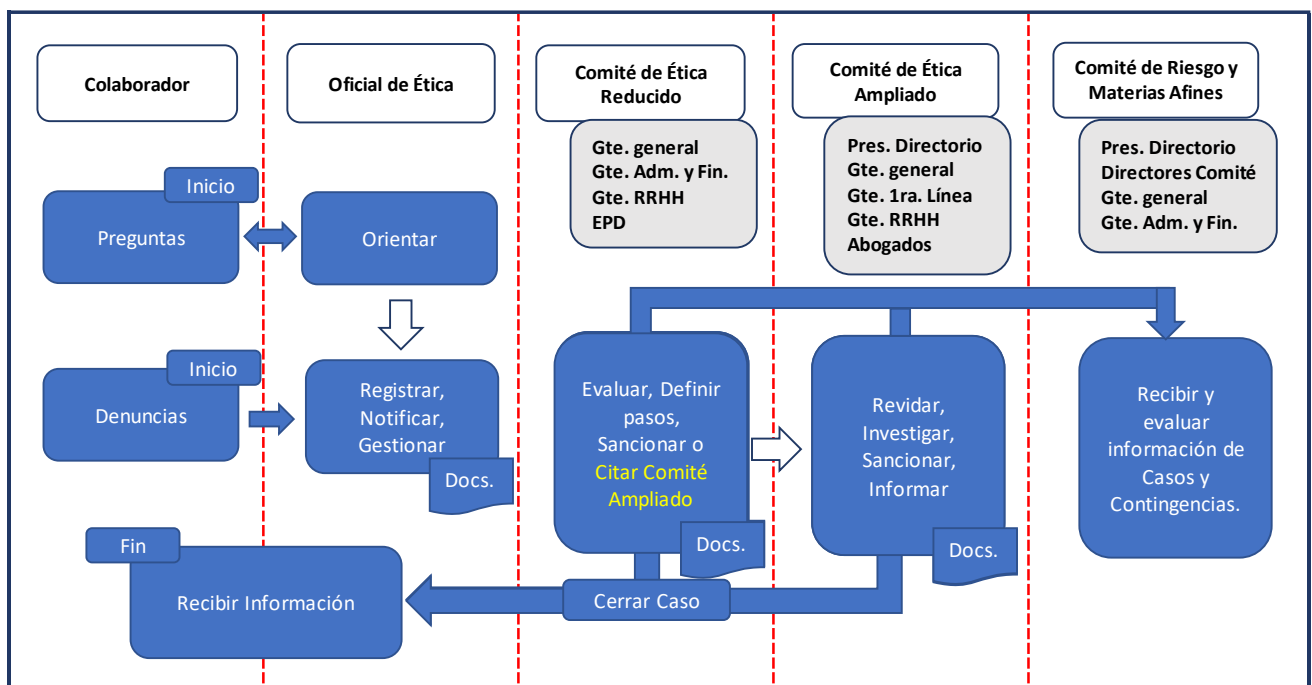 Colaborador
Oficial de Ética
Comité de Ética
Reducido
Comité de Ética
Ampliado
Comité de Riesgo y
Materias Afines
Gte. general
Gte. Adm. y Fin.
Gte. RRHH
EPD
Pres. Directorio
Gte. general
Gte. 1ra. Línea
Gte. RRHH
Abogados
Pres. Directorio
Directores Comité
Gte. general
Gte. Adm. y Fin.
Inicio
Preguntas
Orientar
Inicio
Denuncias
Registrar,
Notificar,
Gestionar
Docs.
Evaluar, Definir
pasos,
Sancionar o
Citar Comité
Ampliado
Docs.
Revidar,
Investigar,
Sancionar,
Informar
Docs.
Recibir y
evaluar
información de
Casos y
Contingencias.
Fin
Recibir Información
Cerrar Caso